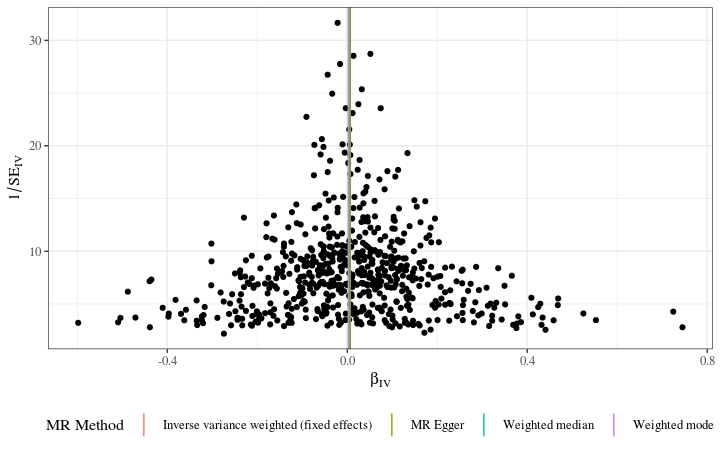 30
20
10
1/SE_IV
-0.4
0.0
0.4
0.8
β_IV
MR Method
Inverse variance weighted (fixed effects)
MR Egger
Weighted median
Weighted mode